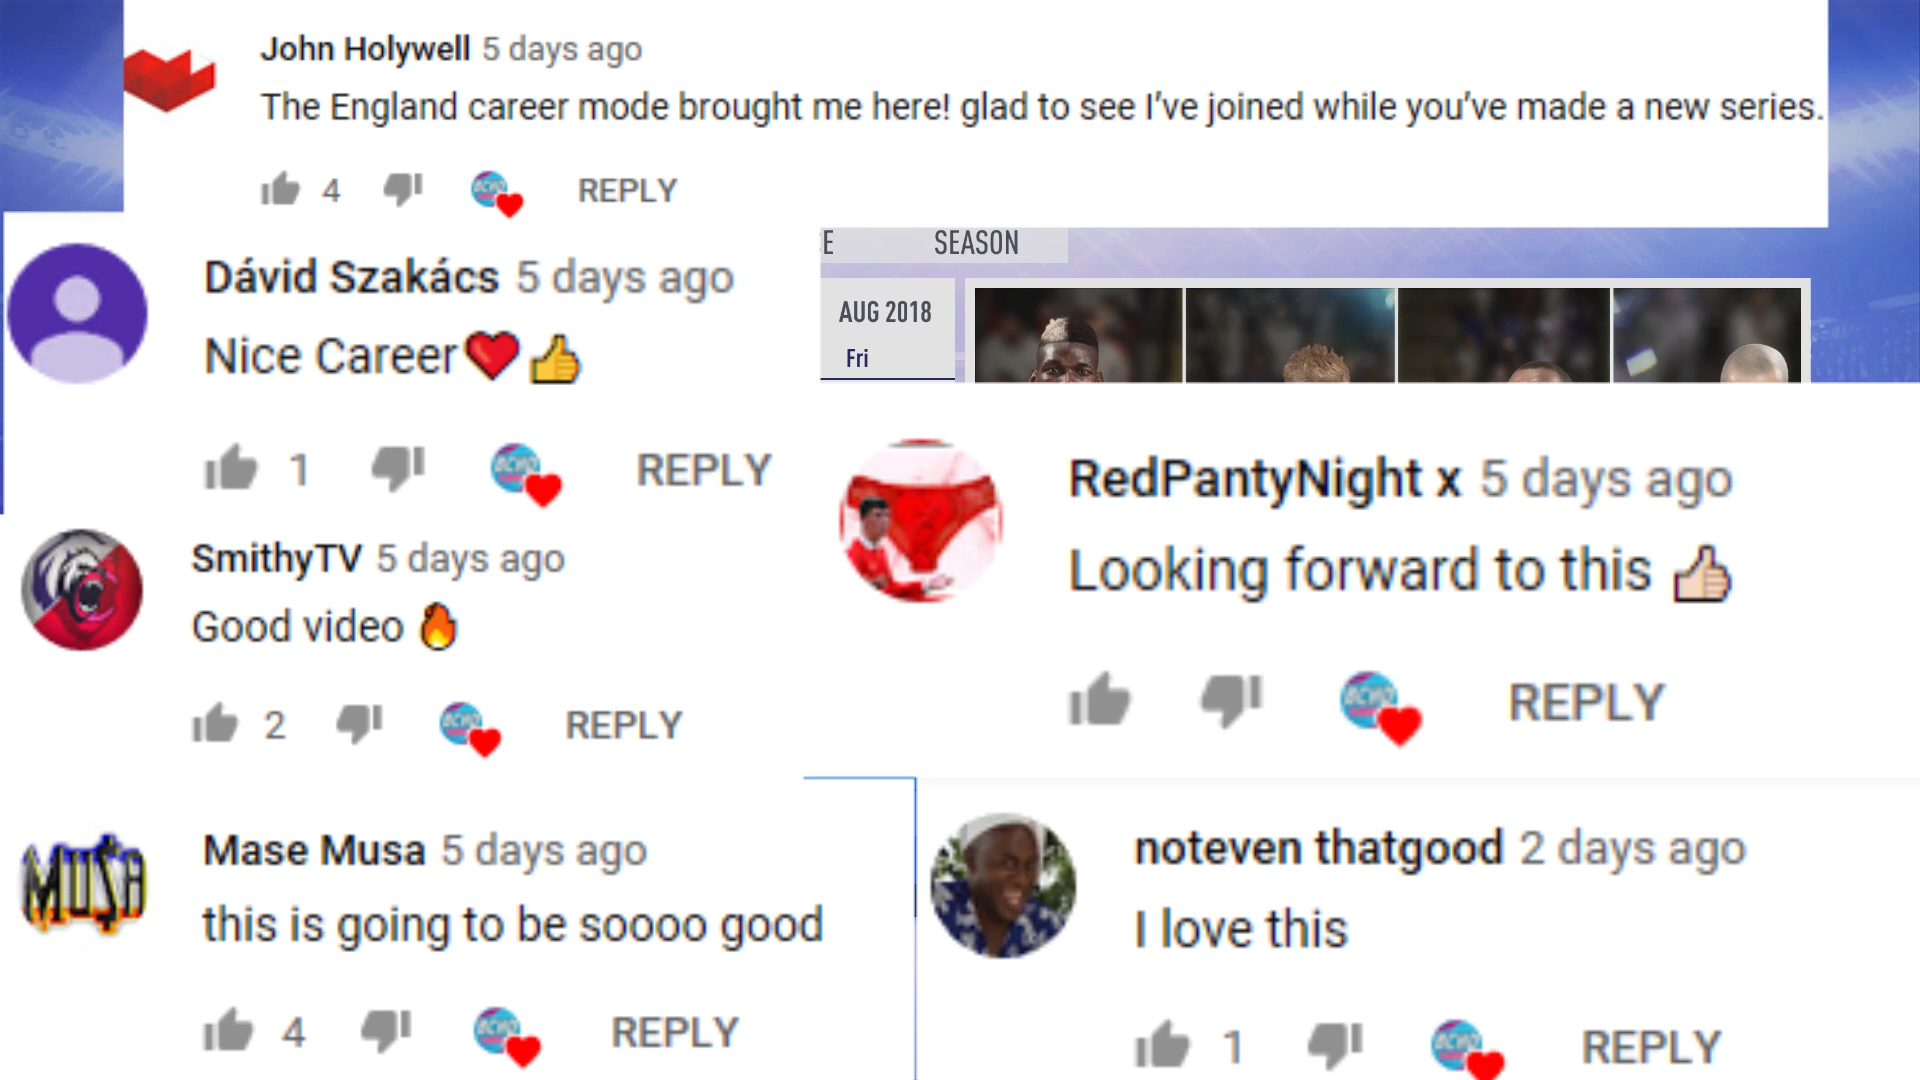 John Holywell 5 days ago
The England career mode brought me here! glad to see I've joined while you've made a new series.
4 REPLY
Dávid Szakács 5 days ago
Nice Career❤️👍
1 REPLY
E SEASON
AUG 2018
Fri
SmithyTV 5 days ago
Good video 🔥
2 REPLY
RedPantyNight x 5 days ago
Looking forward to this 👍🏻
REPLY
MU$A
Mase Musa 5 days ago
this is going to be soooo good
4 REPLY
noteven thatgood 2 days ago
I love this
1 REPLY